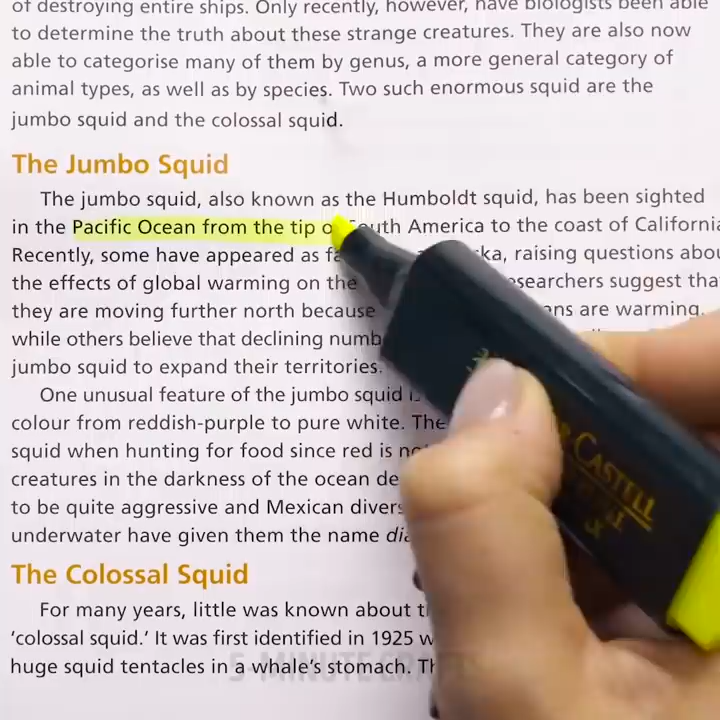 of destroying entire ships. Only recently, however, have biologists been able
to determine the truth about these strange creatures. They are also now
able to categorise many of them by genus, a more general category of
animal types, as well as by species. Two such enormous squid are the
jumbo squid and the colossal squid.
The Jumbo Squid
The jumbo squid, also known as the Humboldt squid, has been sighted
in the Pacific Ocean from the tip South America to the coast of California
Recently, some have appeared as raising questions
the effects of global warming on the researchers suggest
they are moving further north because are warming,
while others believe that declining
jumbo squid to expand their territories.
One unusual feature of the jumbo squid
colour from reddish-purple to pure white. The
squid when hunting for food since red is
creatures in the darkness of the ocean
to be quite aggressive and Mexican
underwater have given them the name
The Colossal Squid
For many years, little was known about
'colossal squid.' It was first identified in 1925
huge squid tentacles in a whale's stomach.
5-MINUTE CRAFTS
CASTELL